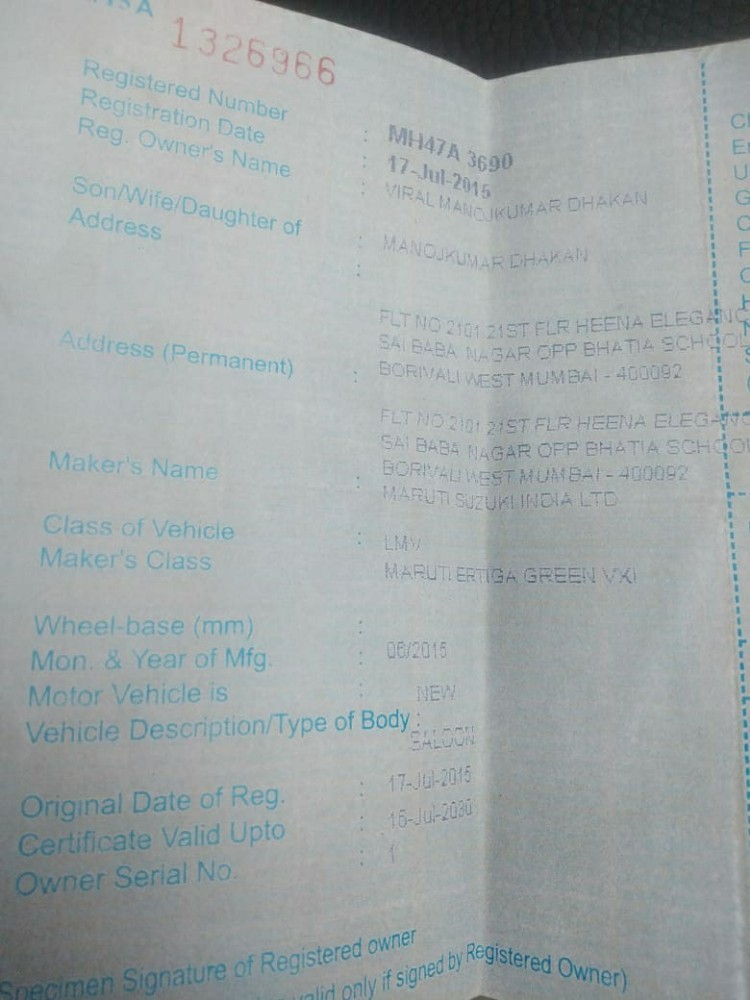 1326966
Registered Number : MH47A 3690
Registration Date : 17-Jul-2015
Reg. Owner's Name : VIRAL MANOJKUMAR DHAKAN
Son/Wife/Daughter of : MANOJKUMAR DHAKAN
Address :
FLT NO 2101 21ST FLR HEENA ELEGANC
SAI BABA NAGAR OPP BHATIA SCHOOL
BORIVALI WEST MUMBAI - 400092
Address (Permanent) :
FLT NO 2101 21ST FLR HEENA ELEGANC
SAI BABA NAGAR OPP BHATIA SCHOOL
BORIVALI WEST MUMBAI - 400092
Maker's Name : MARUTI SUZUKI INDIA LTD
Class of Vehicle : LMV
Maker's Class MARUTI ERTIGA GREEN VXI
Wheel-base (mm) :
Mon. & Year of Mfg. : 06/2015
Motor Vehicle is : NEW
Vehicle Description/Type of Body : SALOON
Original Date of Reg. : 17-Jul-2015
Certificate Valid Upto : 16-Jul-2030
Owner Serial No. : 1
Specimen Signature of Registered owner
valid only if signed by Registered Owner)